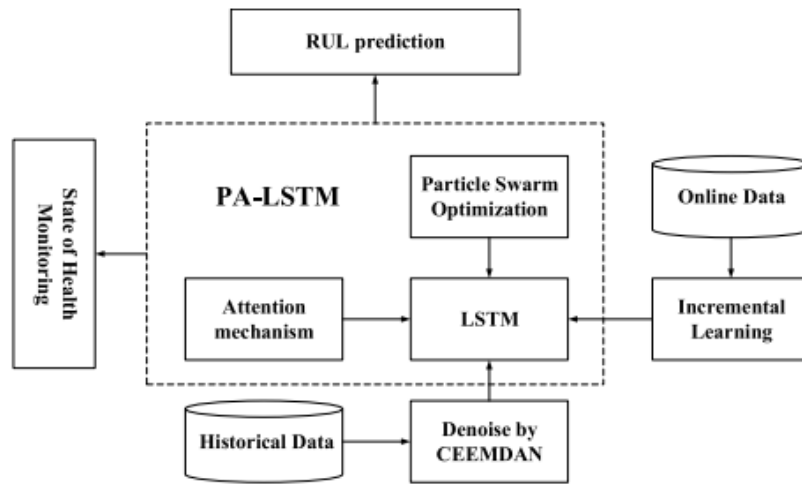 RUL prediction
State of Health
Monitoring
PA-LSTM
Particle Swarm
Optimization
Online Data
Attention
mechanism
LSTM
Incremental
Learning
Historical Data
Denoise by
CEEMDAN